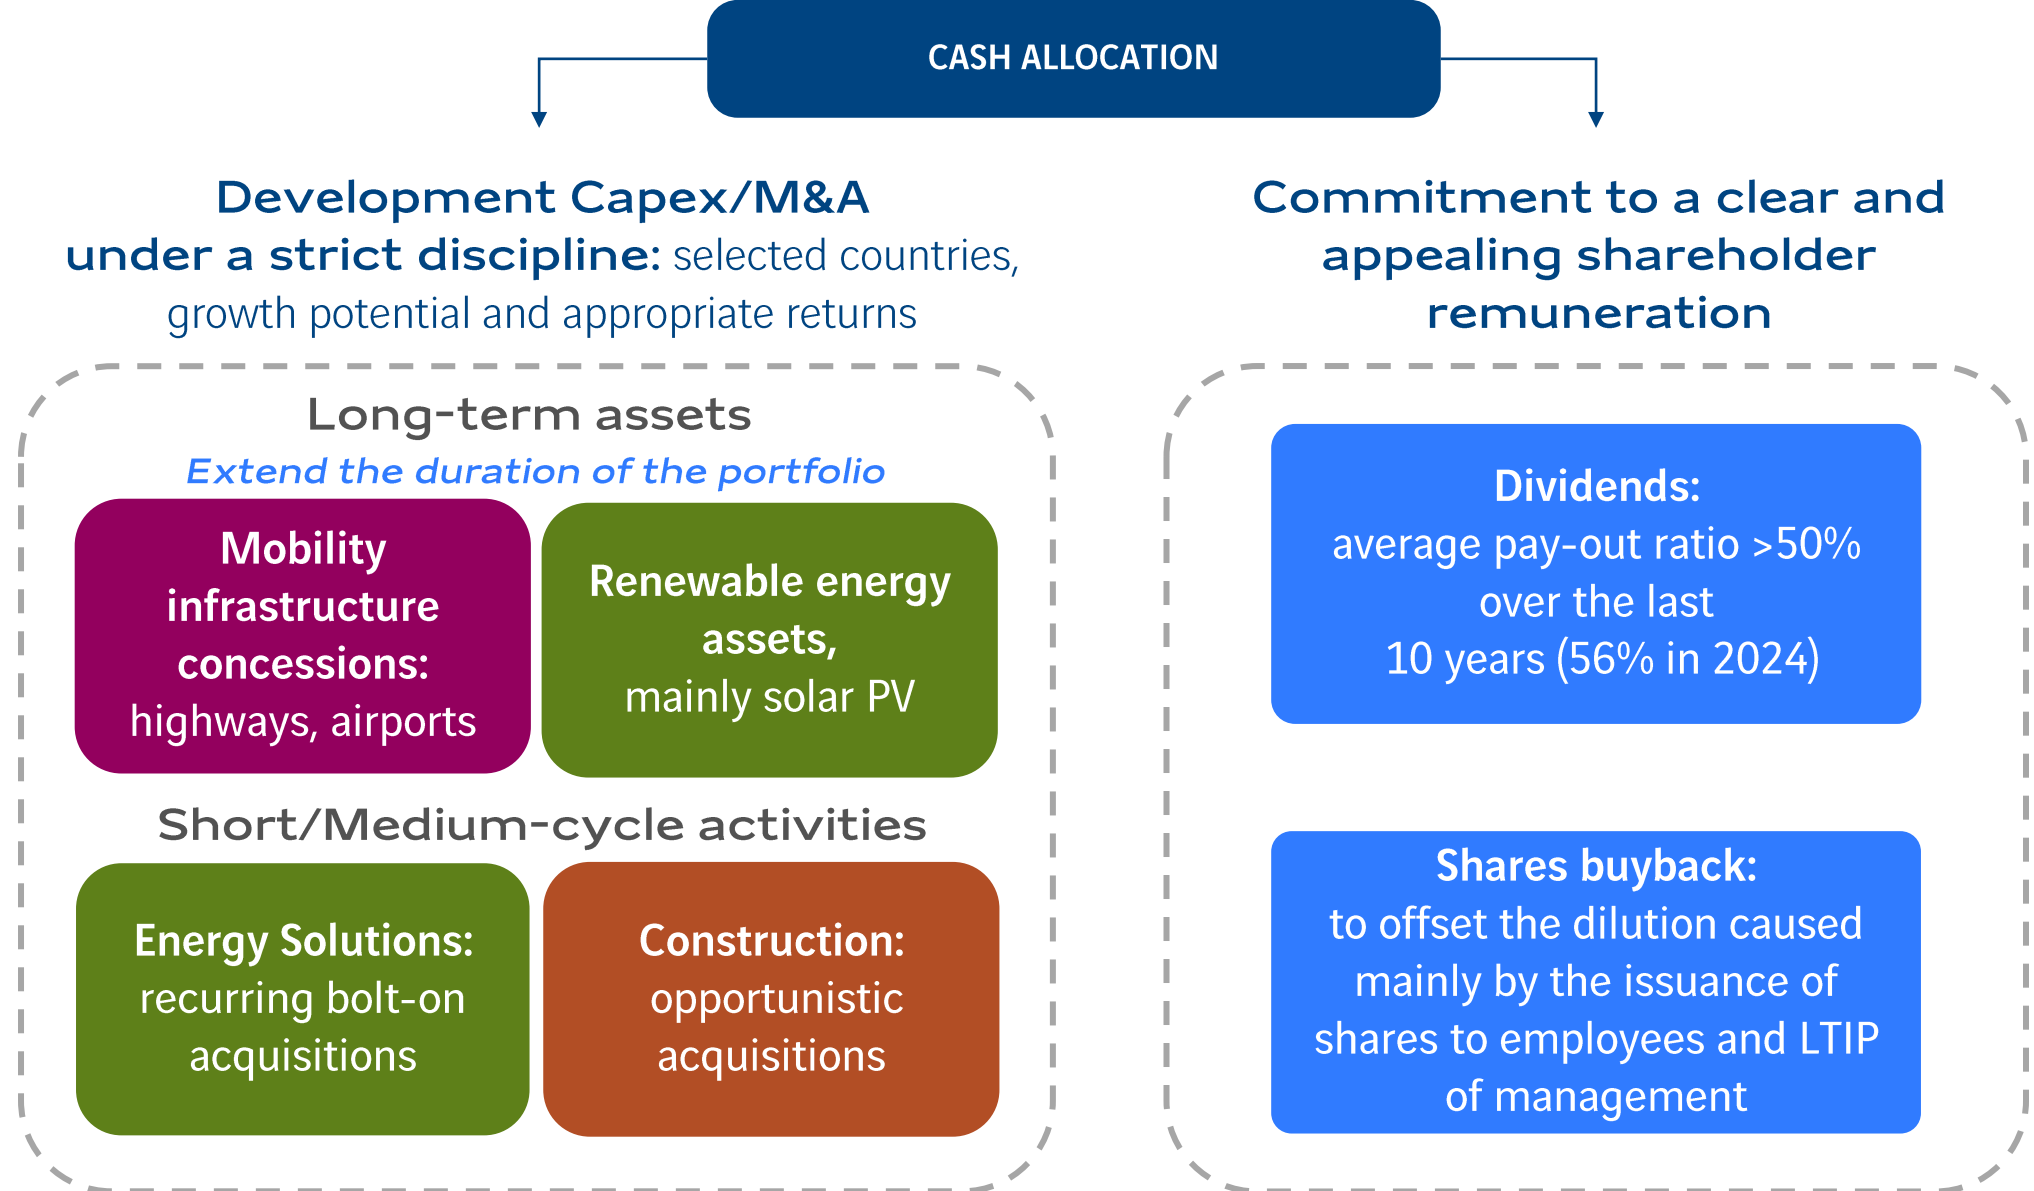 CASH ALLOCATION
Development Capex/M&A
under a strict discipline: selected countries,
growth potential and appropriate returns
Long-term assets
Extend the duration of the portfolio
Mobility
infrastructure
concessions:
highways, airports
Renewable energy
assets,
mainly solar PV
Short/Medium-cycle activities
Energy Solutions:
recurring bolt-on
acquisitions
Construction:
opportunistic
acquisitions
Commitment to a clear and
appealing shareholder
remuneration
Dividends:
average pay-out ratio >50%
over the last
10 years (56% in 2024)
Shares buyback:
to offset the dilution caused
mainly by the issuance of
shares to employees and LTIP
of management